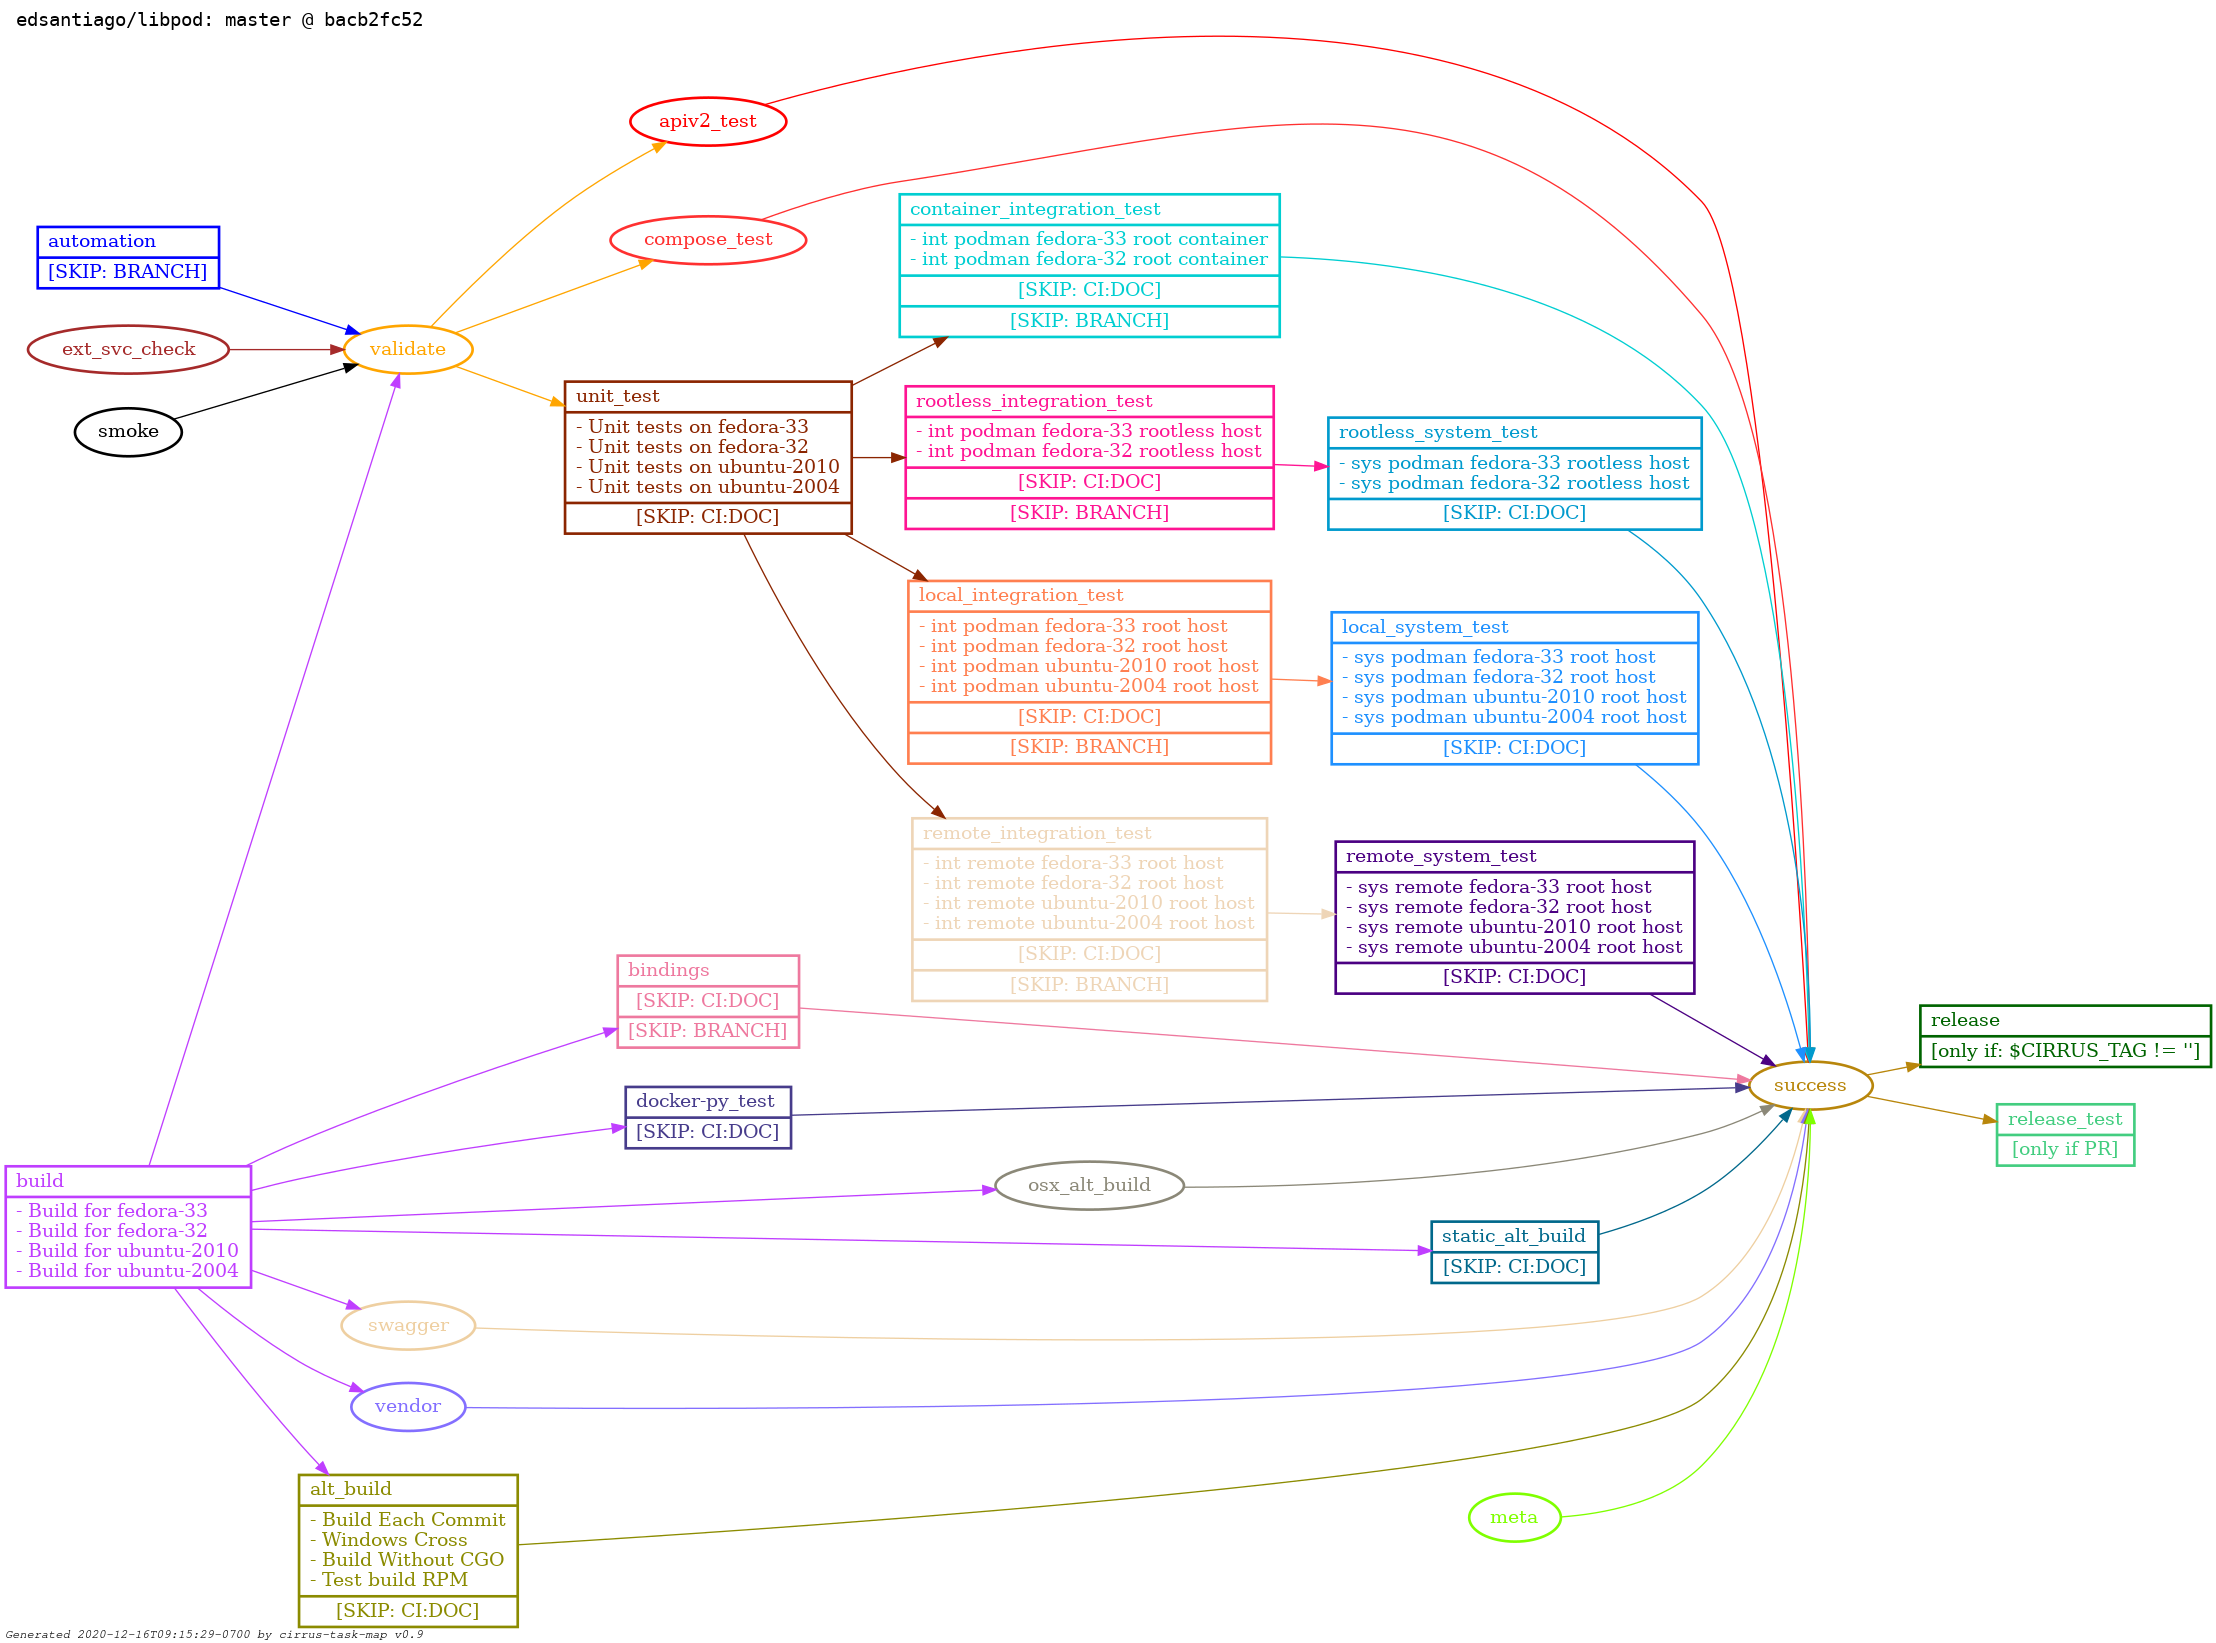 edsantiago/libpod: master @ bacb2fc52
apiv2_test
compose_test
automation
[SKIP: BRANCH]
ext_svc_check
smoke
validate
unit_test
- Unit tests on fedora-33
- Unit tests on fedora-32
- Unit tests on ubuntu-2010
- Unit tests on ubuntu-2004
[SKIP: CI:DOC]
container_integration_test
- int podman fedora-33 root container
- int podman fedora-32 root container
[SKIP: CI:DOC]
[SKIP: BRANCH]
rootless_integration_test
- int podman fedora-33 rootless host
- int podman fedora-32 rootless host
[SKIP: CI:DOC]
[SKIP: BRANCH]
rootless_system_test
- sys podman fedora-33 rootless host
- sys podman fedora-32 rootless host
[SKIP: CI:DOC]
local_integration_test
- int podman fedora-33 root host
- int podman fedora-32 root host
- int podman ubuntu-2010 root host
- int podman ubuntu-2004 root host
[SKIP: CI:DOC]
[SKIP: BRANCH]
local_system_test
- sys podman fedora-33 root host
- sys podman fedora-32 root host
- sys podman ubuntu-2010 root host
- sys podman ubuntu-2004 root host
[SKIP: CI:DOC]
remote_integration_test
- int remote fedora-33 root host
- int remote fedora-32 root host
- int remote ubuntu-2010 root host
- int remote ubuntu-2004 root host
[SKIP: CI:DOC]
[SKIP: BRANCH]
remote_system_test
- sys remote fedora-33 root host
- sys remote fedora-32 root host
- sys remote ubuntu-2010 root host
- sys remote ubuntu-2004 root host
[SKIP: CI:DOC]
bindings
[SKIP: CI:DOC]
[SKIP: BRANCH]
docker-py_test
[SKIP: CI:DOC]
build
- Build for fedora-33
- Build for fedora-32
- Build for ubuntu-2010
- Build for ubuntu-2004
osx_alt_build
static_alt_build
[SKIP: CI:DOC]
success
release
[only if: $CIRRUS_TAG != '']
release_test
[only if PR]
swagger
vendor
alt_build
- Build Each Commit
- Windows Cross
- Build Without CGO
- Test build RPM
[SKIP: CI:DOC]
meta
Generated 2020-12-16T09:15:29-0700 by cirrus-task-map v0.9